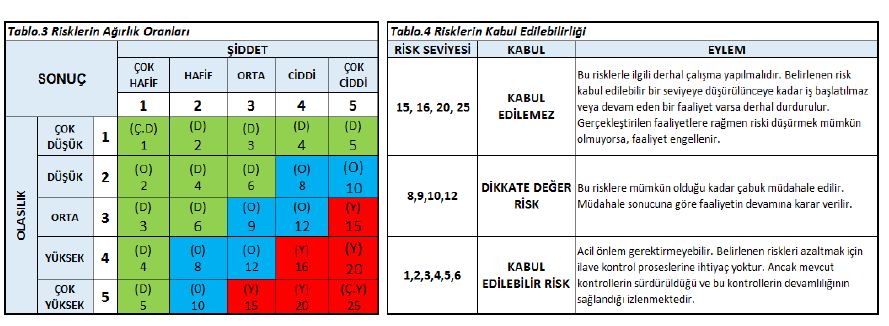 Tablo.3 Risklerin Ağırlık Oranları
SONUÇ
ŞİDDET
ÇOK HAFİF HAFİF ORTA CİDDİ ÇOK CİDDİ
1 2 3 4 5
OLASILIK
ÇOK DÜŞÜK 1 (Ç.D) 1 (D) 2 (D) 3 (D) 4 (D) 5
DÜŞÜK 2 (O) 2 (D) 4 (D) 6 (O) 8 (O) 10
ORTA 3 (D) 3 (D) 6 (O) 9 (O) 12 (Y) 15
YÜKSEK 4 (D) 4 (O) 8 (O) 12 (Y) 16 (Y) 20
ÇOK YÜKSEK 5 (D) 5 (O) 10 (Y) 15 (Y) 20 (Ç.Y) 25
Tablo.4 Risklerin Kabul Edilebilirliği
RİSK SEVİYESİ KABUL EYLEM
15, 16, 20, 25
KABUL
EDİLEMEZ
Bu risklerle ilgili derhal çalışma yapılmalıdır. Belirlenen risk
kabul edilebilir bir seviyeye düşürülünceye kadar iş başlatılmaz
veya devam eden bir faaliyet varsa derhal durdurulur.
Gerçekleştirilen faaliyetlere rağmen riski düşürmek mümkün
olmuyorsa, faaliyet engellenir.
8,9,10,12
DİKKATE DEĞER
RİSK
Bu risklere mümkün olduğu kadar çabuk müdahale edilir.
Müdahale sonucuna göre faaliyetin devamına karar verilir.
1,2,3,4,5,6
KABUL
EDİLEBİLİR RİSK
Acil önlem gerektirmeyebilir. Belirlenen riskleri azaltmak için
ilave kontrol proseslerine ihtiyaç yoktur. Ancak mevcut
kontrollerin sürdürüldüğü ve bu kontrollerin devamlılığının
sağlandığı izlenmektedir.